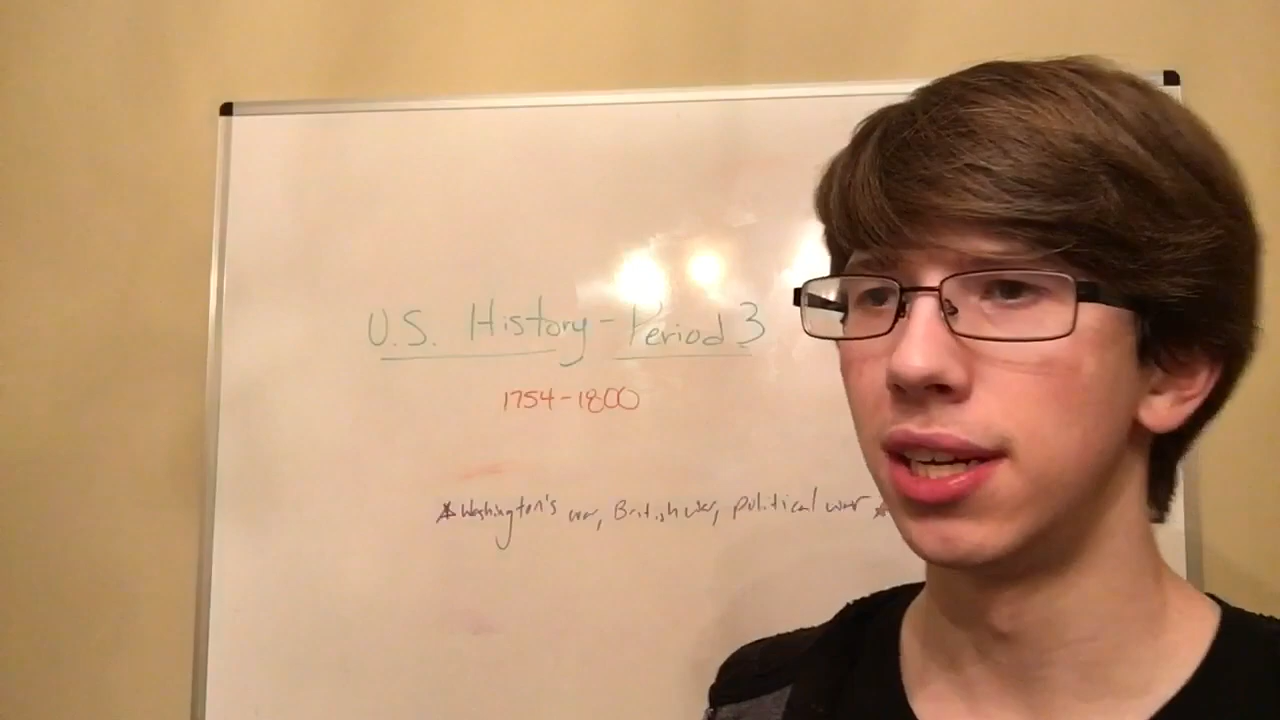 U.S. History - Period 3
1754-1800
*Washington's war, British war, political war*